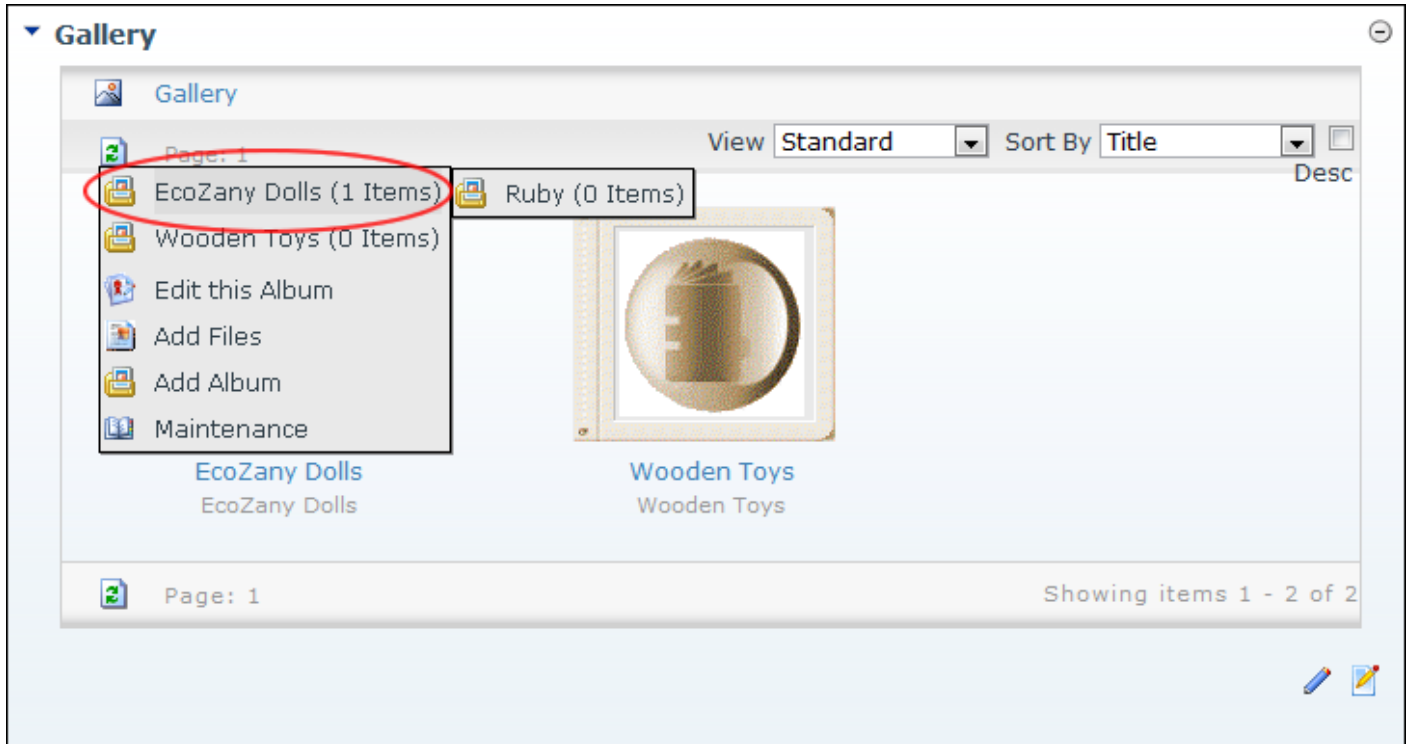 Gallery
Gallery
View Standard Sort By Title
Page: 1
Desc
EcoZany Dolls (1 Items)
Ruby (0 Items)
Wooden Toys (0 Items)
Edit this Album
Add Files
Add Album
Maintenance
EcoZany Dolls
Wooden Toys
EcoZany Dolls
Wooden Toys
Page: 1
Showing items 1 - 2 of 2